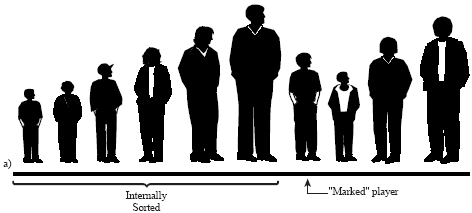 a)
Internally
Sorted
"Marked" player